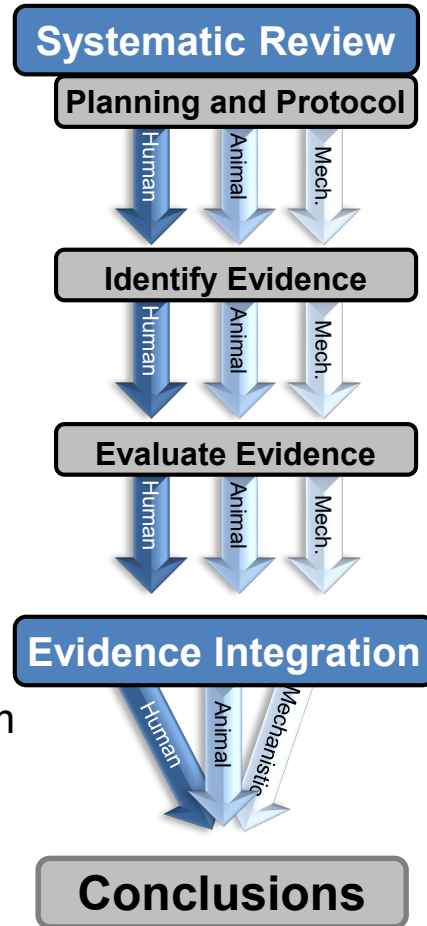 Systematic Review
Planning and Protocol
Human
Animal
Mech.
Identify Evidence
Human
Animal
Mech.
Evaluate Evidence
Human
Animal
Mech.
Evidence Integration
n
Human
Animal
Mechanistic
Conclusions